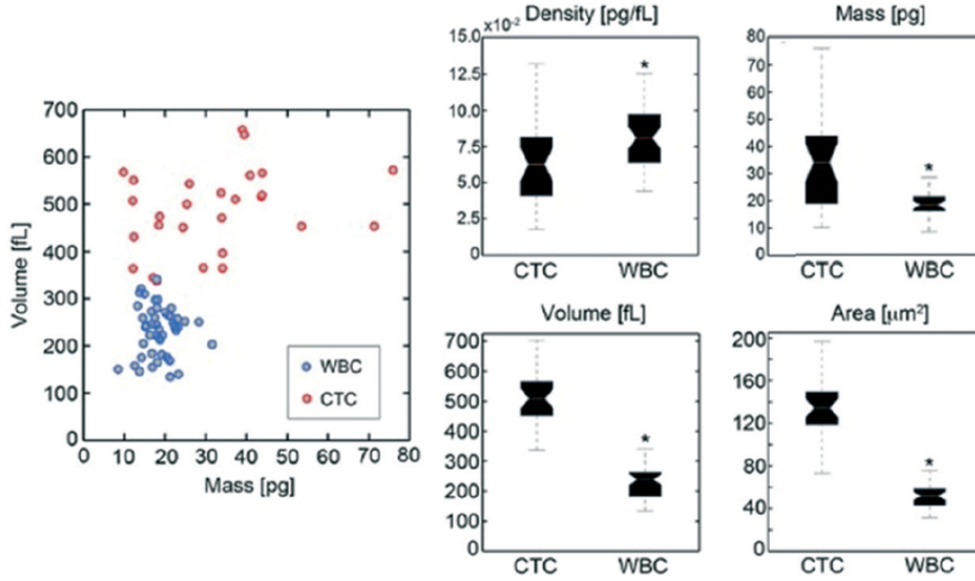 Volume [fL]
700
600
500
400
300
200
100
0
WBC
CTC
0 10 20 30 40 50 60 70 80
Mass [pg]
Density [pg/fL]
15.0 x10⁻²
12.5
10.0
7.5
5.0
2.5
0
*
CTC WBC
Mass [pg]
80
70
60
50
40
30
20
10
0
*
CTC WBC
Volume [fL]
700
600
500
400
300
200
100
0
*
CTC WBC
Area [μm²]
200
160
120
80
40
0
*
CTC WBC